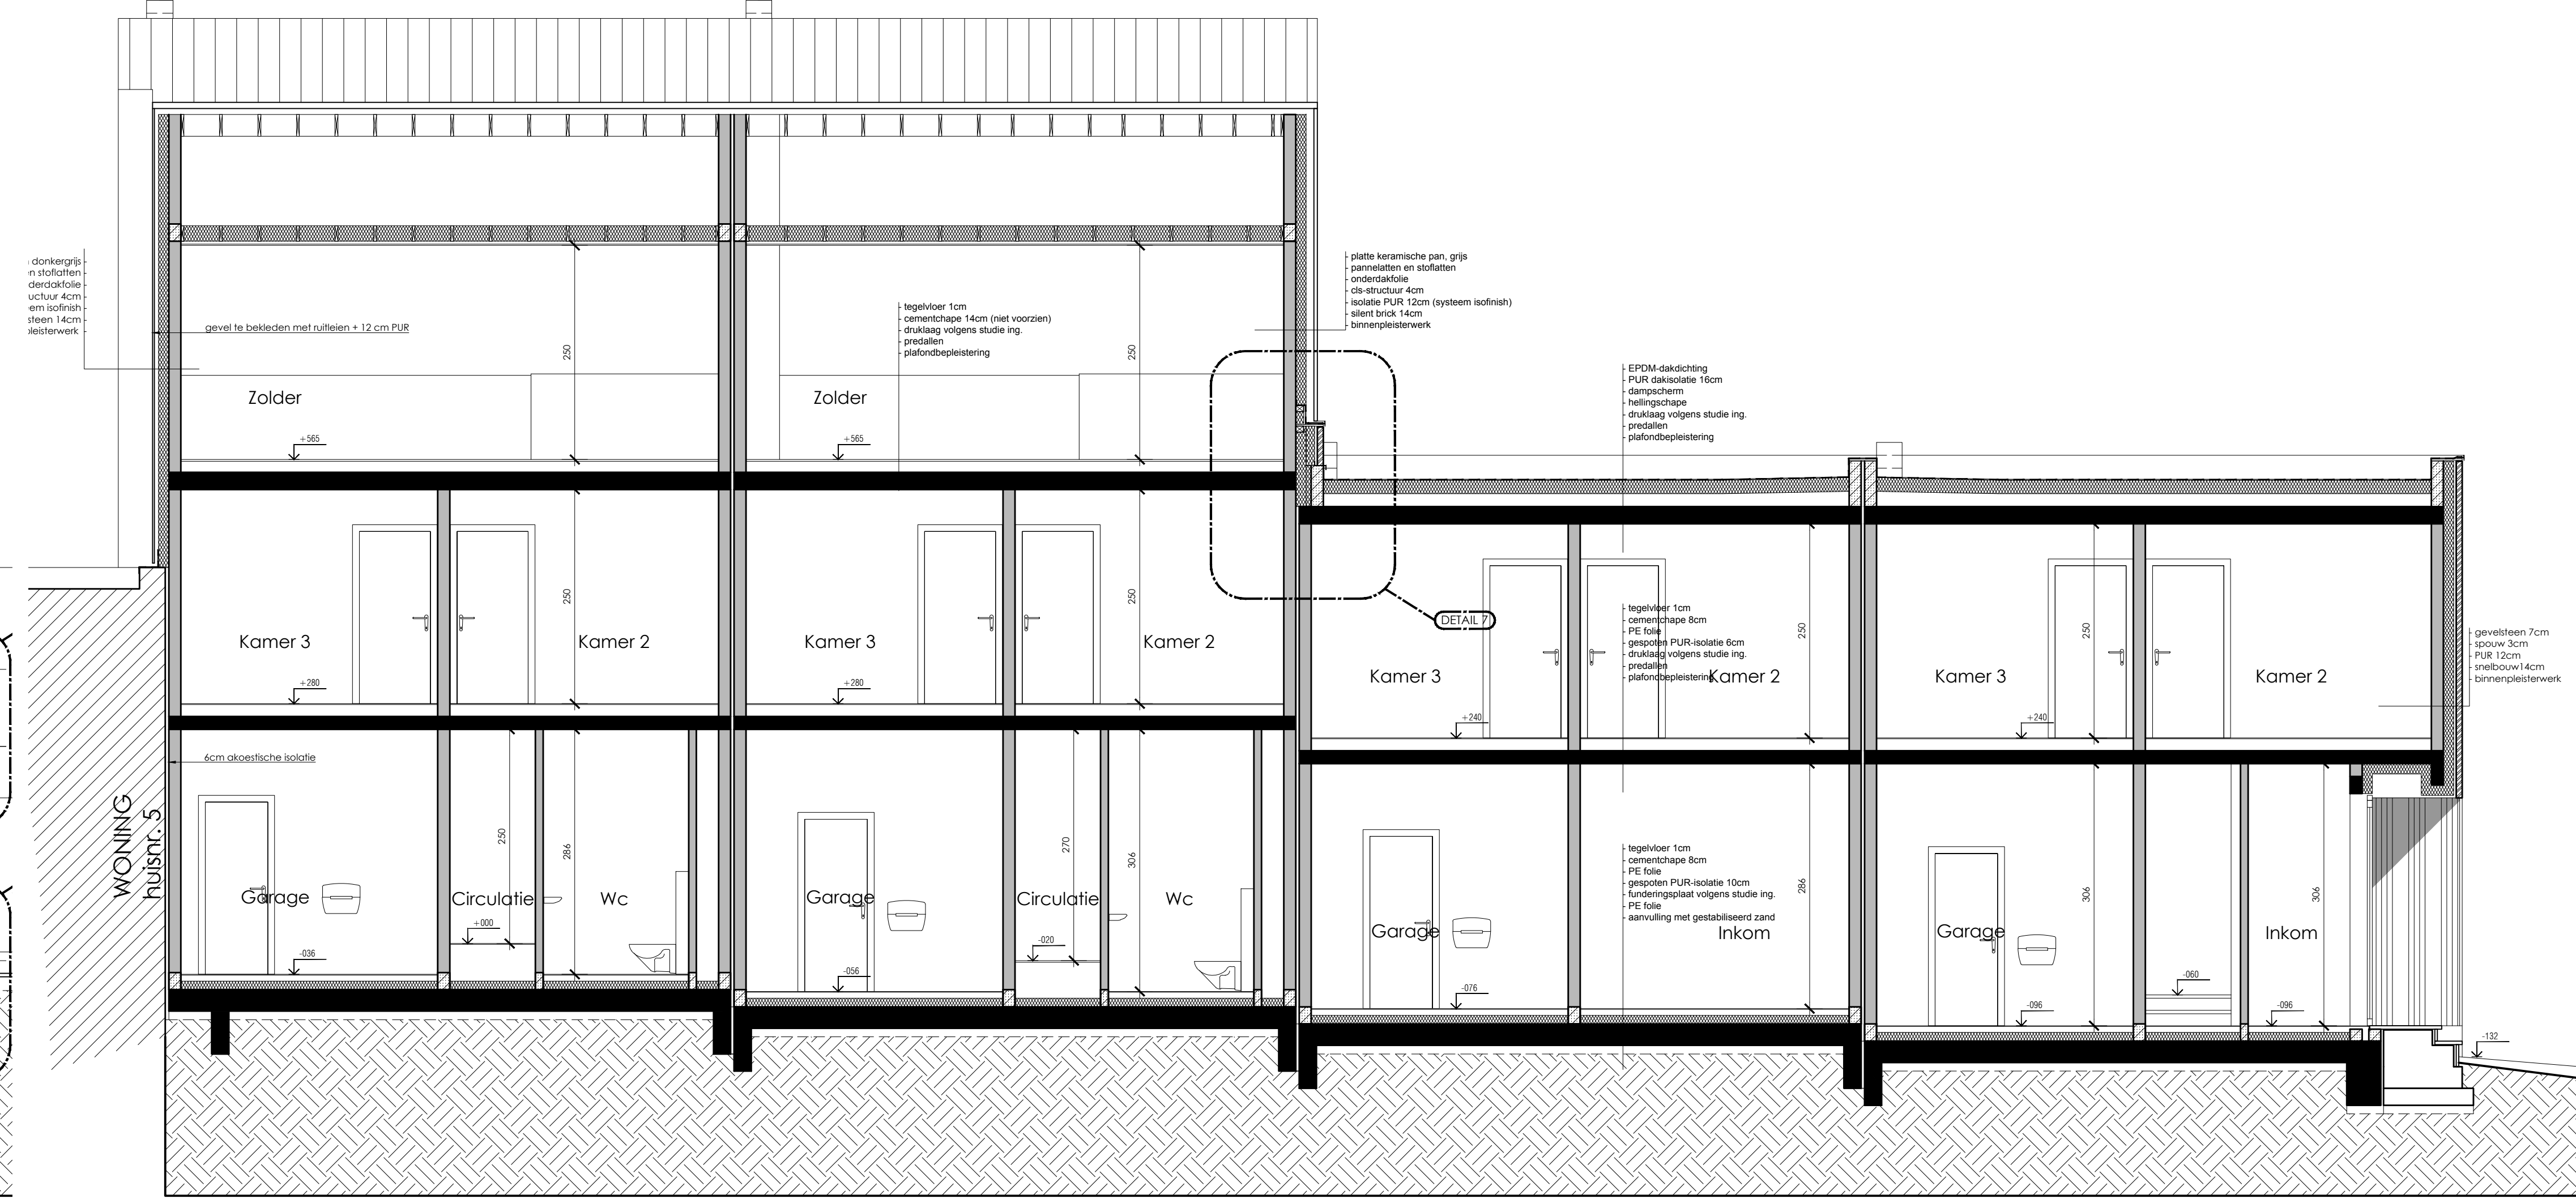 donkergrijs
stoflatten
isofinish
14cm
gevel te bekleden met ruitleien + 12 cm PUR
- tegelvloer 1cm
- cementchape 14cm (niet voorzien)
- druklaag volgens studie ing.
- predallen
- plafondbepleistering
- platte keramische pan, grijs
- pannelatten en stoflatten
- onderdakfolie
- cls-structuur 4cm
- isolatie PUR 12cm (systeem isofinish)
- silent brick 14cm
- binnenpleisterwerk
- EPDM-dakdichting
- PUR dakisolatie 16cm
- dampscherm
- hellingschape
- druklaag volgens studie ing.
- predallen
- plafondbepleistering
250
250
Zolder
Zolder
+565
+565
250
250
Kamer 3
Kamer 2
Kamer 3
Kamer 2
+280
+280
DETAIL 7
- tegelvloer 1cm
- cementchape 8cm
- PE folie
- gespoten PUR-isolatie 6cm
- druklaag volgens studie ing.
- predallen
- plafondbepleistering
250
250
Kamer 3
Kamer 2
Kamer 3
Kamer 2
+240
+240
- gevelsteen 7cm
- spouw 3cm
- PUR 12cm
- snelbouw14cm
- binnenpleisterwerk
6cm akoestische isolatie
WONING
huisnr. 5
250
286
270
306
Garage
Circulatie
Wc
Garage
Circulatie
Wc
+000
-036
-020
-056
- tegelvloer 1cm
- cementchape 8cm
- PE folie
- gespoten PUR-isolatie 10cm
- funderingsplaat volgens studie ing.
- PE folie
- aanvulling met gestabiliseerd zand
286
306
306
Garage
Inkom
Garage
Inkom
-076
-060
-096
-096
-132